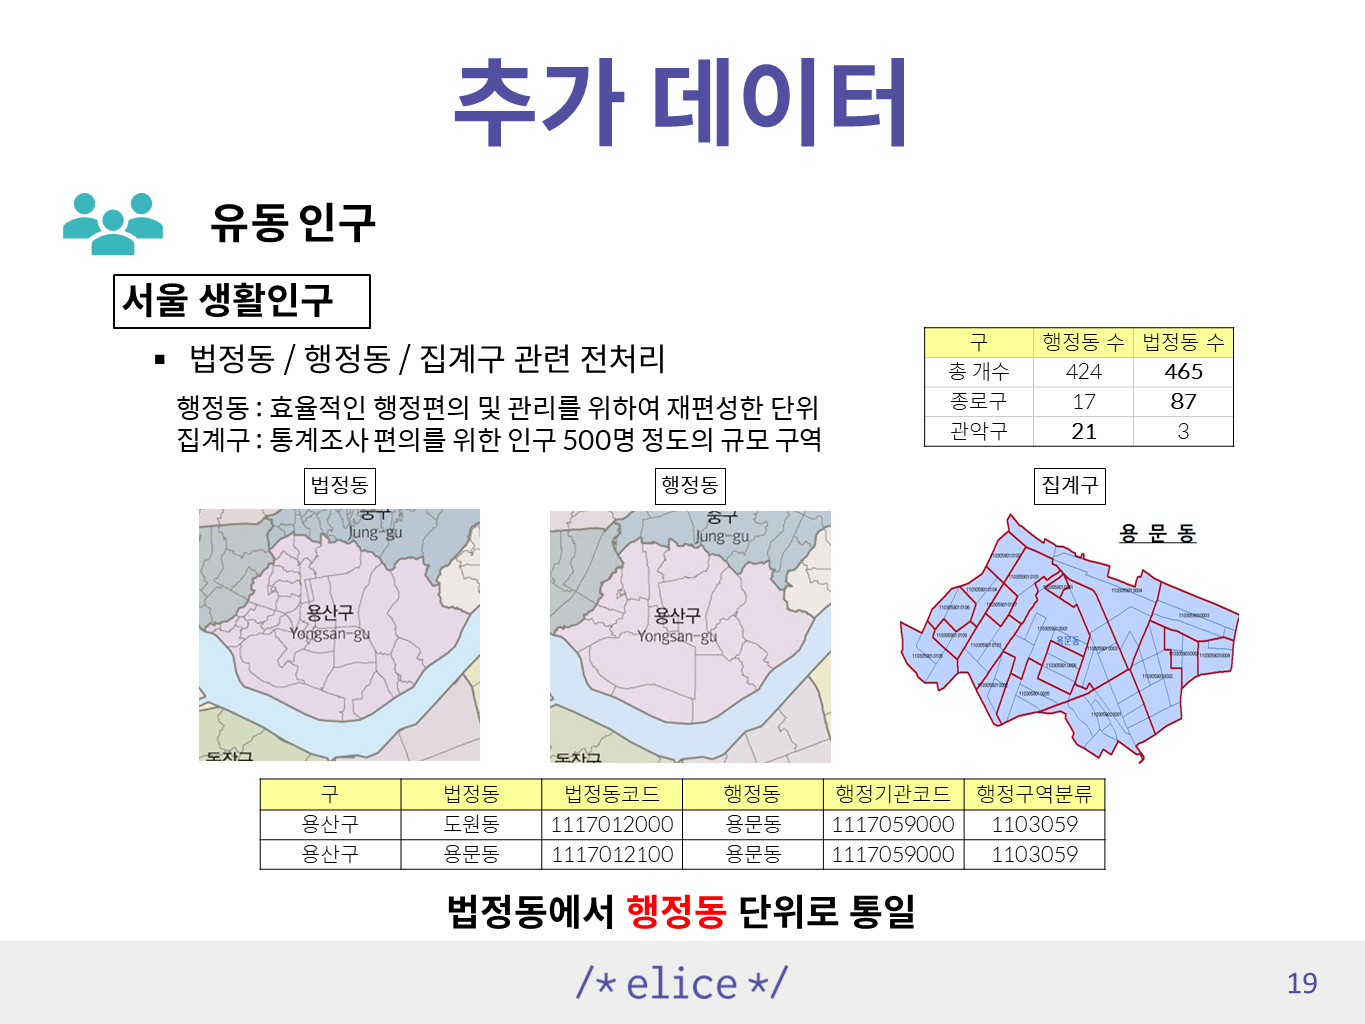 추가 데이터
유동 인구
서울 생활인구
▪ 법정동 / 행정동 / 집계구 관련 전처리
행정동 : 효율적인 행정편의 및 관리를 위하여 재편성한 단위
집계구 : 통계조사 편의를 위한 인구 500명 정도의 규모 구역
구 행정동 수 법정동 수
총 개수 424 465
종로구 17 87
관악구 21 3
법정동
중구
Jung-gu
용산구
Yongsan-gu
동작구
행정동
중구
Jung-gu
용산구
Yongsan-gu
동작구
집계구
용 문 동
용문동
구 법정동 법정동코드 행정동 행정기관코드 행정구역분류
용산구 도원동 1117012000 용문동 1117059000 1103059
용산구 용문동 1117012100 용문동 1117059000 1103059
법정동에서 행정동 단위로 통일
/* elice */
19